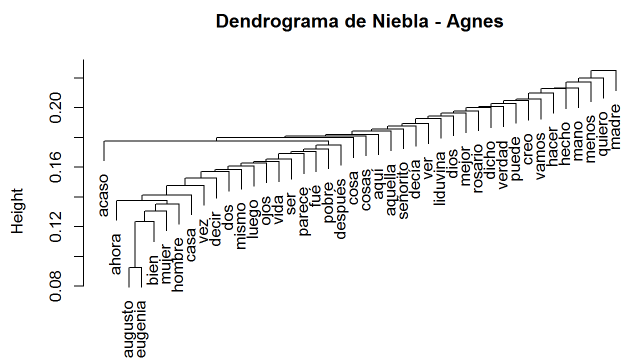 Dendrograma de Niebla - Agnes
Height
0.20
0.16
0.12
0.08
acaso
ahora
augusto
eugenia
bien
mujer
hombre
casa
vez
decir
dos
mismo
luego
ojos
vida
ser
parece
fué
pobre
después
cosa
cosas
aquí
aquella
señorito
decía
ver
liduvina
dios
mejor
rosario
dicho
verdad
puede
creo
vamos
hacer
hecho
mano
menos
quiero
madre